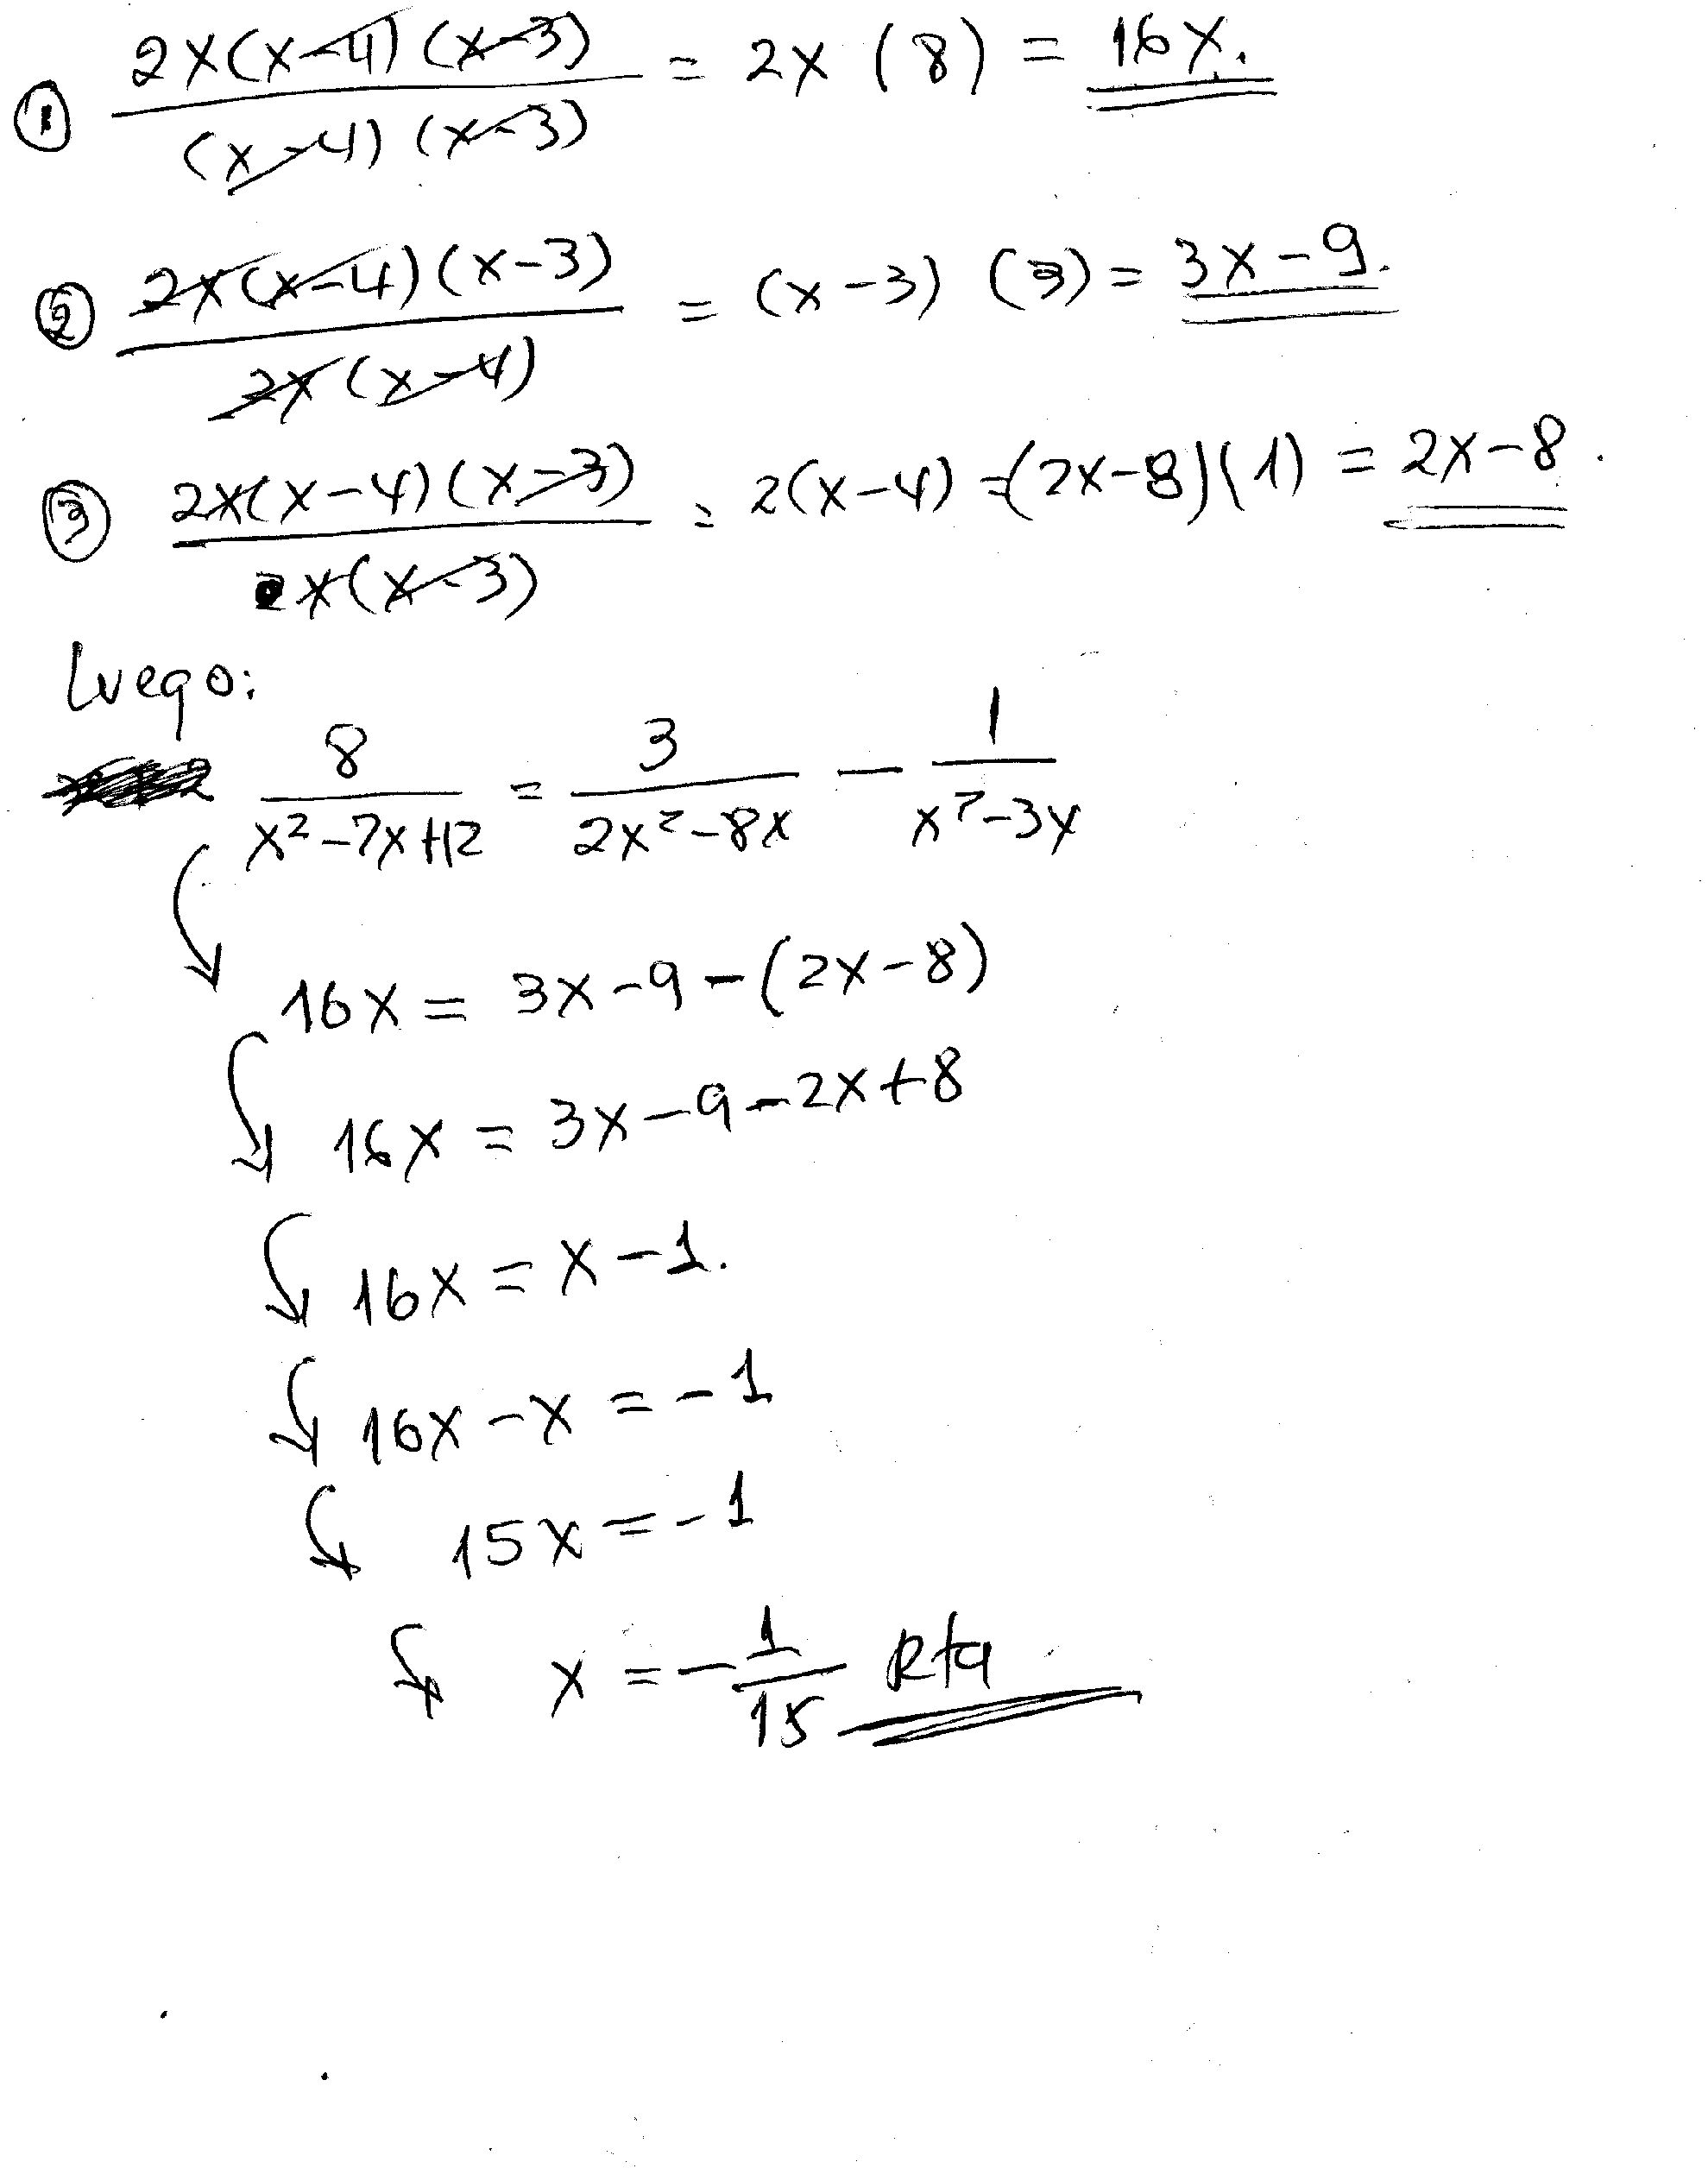 ① 2x(x-4)(x-3) / (x-4)(x-3) = 2x (8) = 16x.
② 2x(x-4)(x-3) / 2x(x-4) = (x-3) (3) = 3x-9.
③ 2x(x-4)(x-3) / x(x-3) = 2(x-4) = (2x-8)(1) = 2x-8.
Luego:
8 / x²-7x+12 = 3 / 2x²-8x - 1 / x²-3x
16x = 3x-9-(2x-8)
16x = 3x-9-2x+8
16x = x-1.
16x-x = -1
15x = -1
x = -1/15 Rta